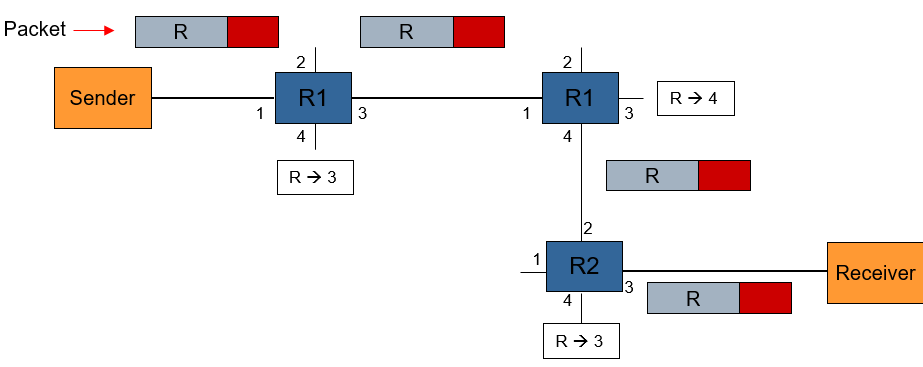 Packet
R
R
2
2
Sender
R1
R1
R → 4
1
3
1
3
4
4
R → 3
R
2
1
R2
Receiver
3
4
R
R → 3